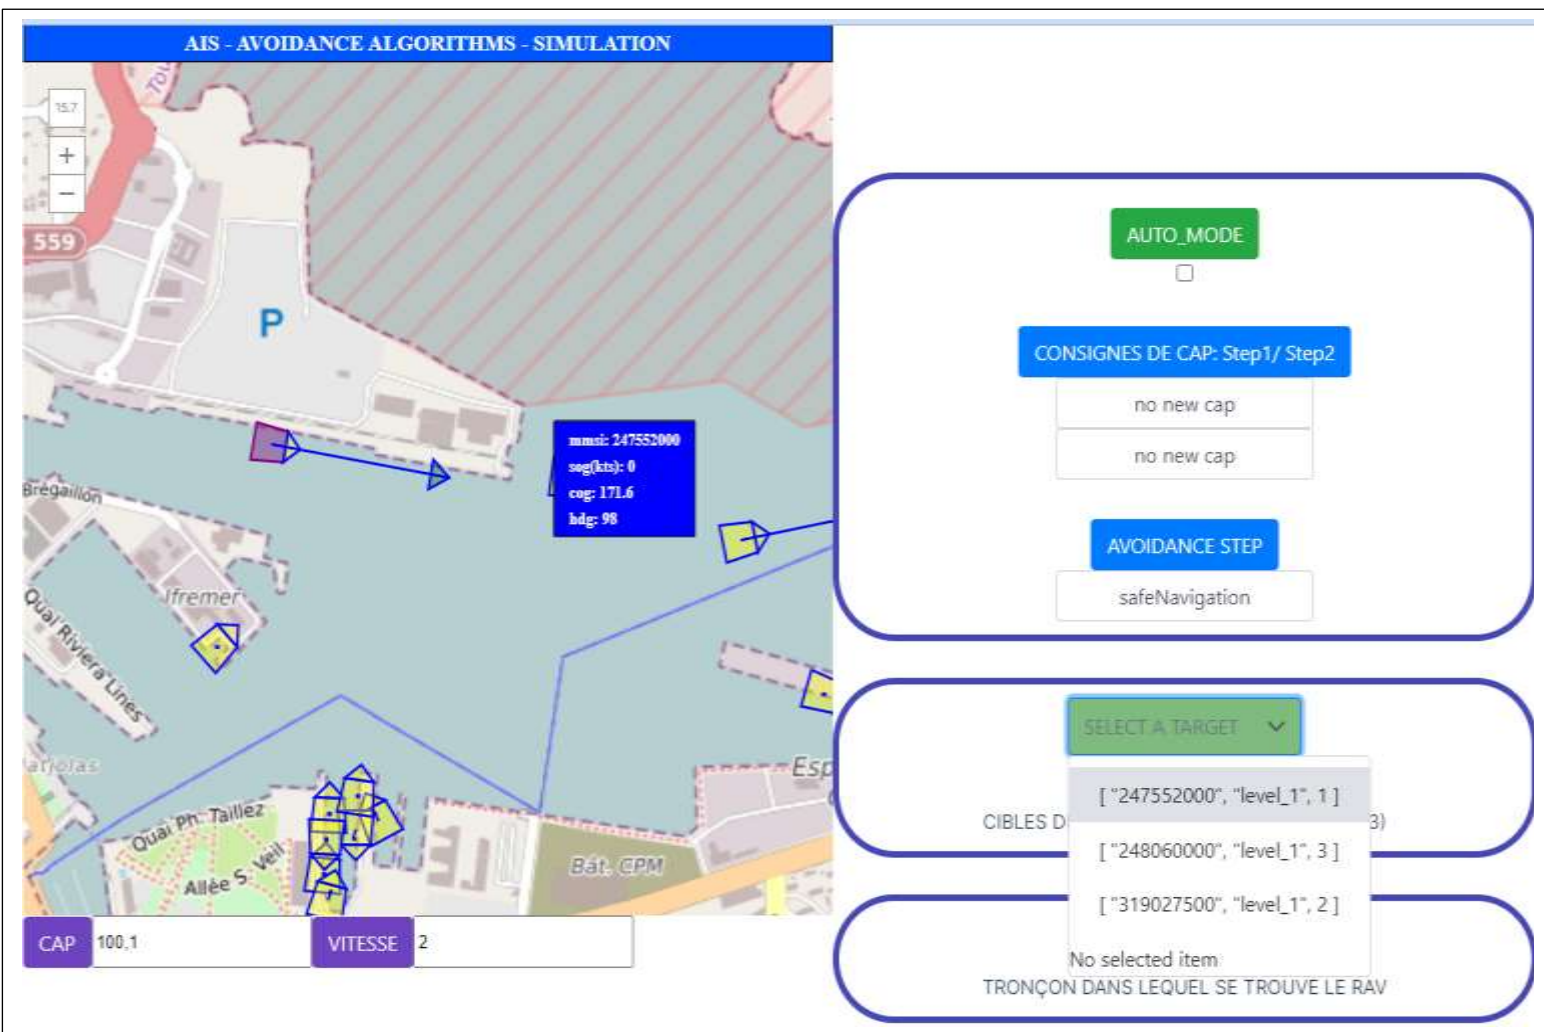 AIS - AVOIDANCE ALGORITHMS - SIMULATION
15.7
+
−
559
P
mmsi: 247552000
sog(kts): 0
cog: 171.6
hdg: 98
Brégaillon
Ifremer
Quai Riviera Lines
Quai Ph. Taillez
Allée S. Veil
Bât. CPM
Esp
CAP
100,1
VITESSE
2
AUTO_MODE
CONSIGNES DE CAP: Step1/ Step2
no new cap
no new cap
AVOIDANCE STEP
safeNavigation
SELECT A TARGET
[ "247552000", "level_1", 1 ]
CIBLES D
3)
[ "248060000", "level_1", 3 ]
[ "319027500", "level_1", 2 ]
No selected item
TRONÇON DANS LEQUEL SE TROUVE LE RAV